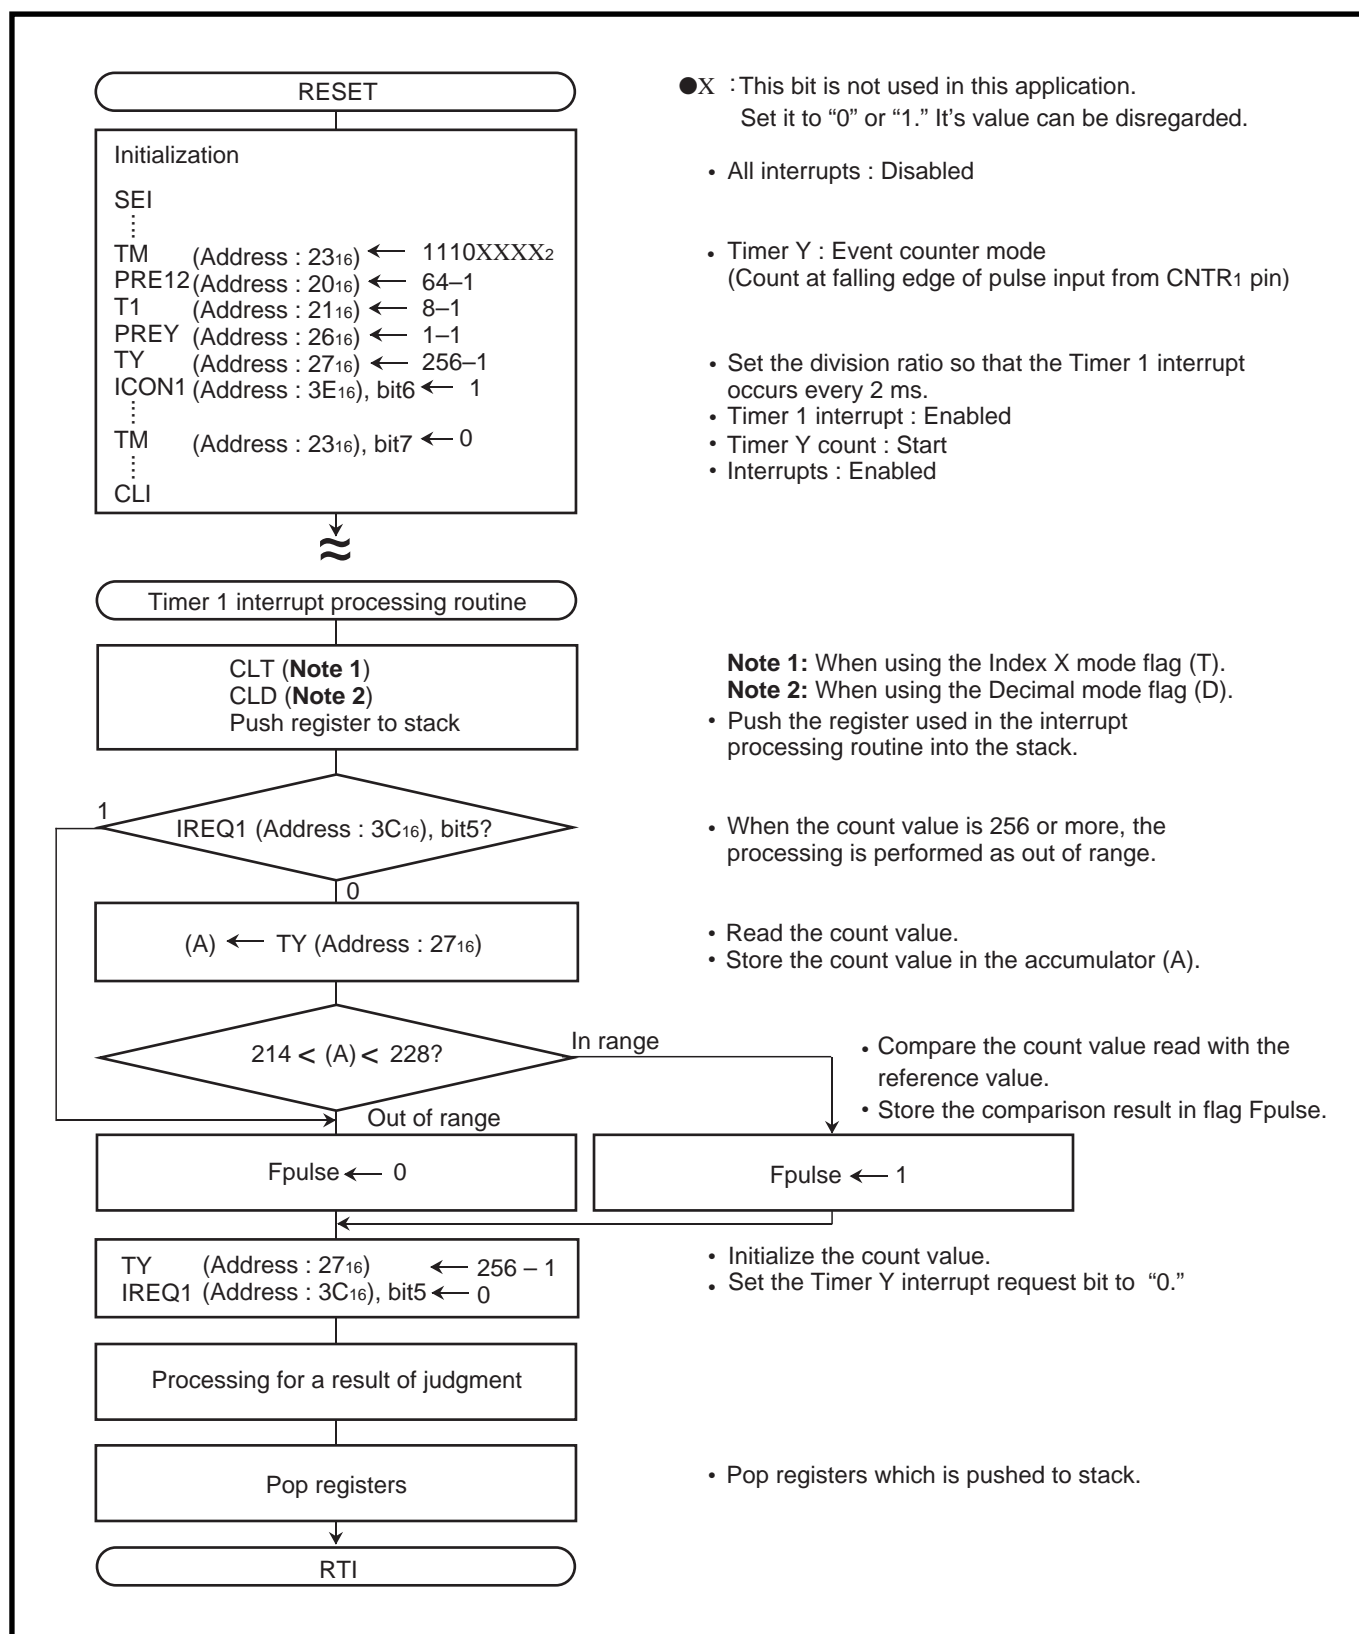 RESET
Initialization
SEI
TM (Address : 23₁₆) ← 1110XXXX₂
PRE12 (Address : 20₁₆) ← 64–1
T1 (Address : 21₁₆) ← 8–1
PREY (Address : 26₁₆) ← 1–1
TY (Address : 27₁₆) ← 256–1
ICON1 (Address : 3E₁₆), bit6 ← 1
TM (Address : 23₁₆), bit7 ← 0
CLI
●X : This bit is not used in this application.
Set it to “0” or “1.” It’s value can be disregarded.
• All interrupts : Disabled
• Timer Y : Event counter mode
(Count at falling edge of pulse input from CNTR₁ pin)
• Set the division ratio so that the Timer 1 interrupt
occurs every 2 ms.
• Timer 1 interrupt : Enabled
• Timer Y count : Start
• Interrupts : Enabled
≈
Timer 1 interrupt processing routine
CLT (Note 1)
CLD (Note 2)
Push register to stack
Note 1: When using the Index X mode flag (T).
Note 2: When using the Decimal mode flag (D).
• Push the register used in the interrupt
processing routine into the stack.
1
IREQ1 (Address : 3C₁₆), bit5?
0
• When the count value is 256 or more, the
processing is performed as out of range.
(A) ← TY (Address : 27₁₆)
• Read the count value.
• Store the count value in the accumulator (A).
214 < (A) < 228?
In range
Out of range
• Compare the count value read with the
reference value.
• Store the comparison result in flag Fpulse.
Fpulse ← 0
Fpulse ← 1
TY (Address : 27₁₆) ← 256 – 1
IREQ1 (Address : 3C₁₆), bit5 ← 0
• Initialize the count value.
• Set the Timer Y interrupt request bit to “0.”
Processing for a result of judgment
Pop registers
• Pop registers which is pushed to stack.
RTI